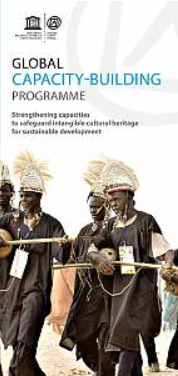 GLOBAL
CAPACITY-BUILDING
PROGRAMME
Strengthening capacities
to safeguard intangible cultural heritage
for sustainable development